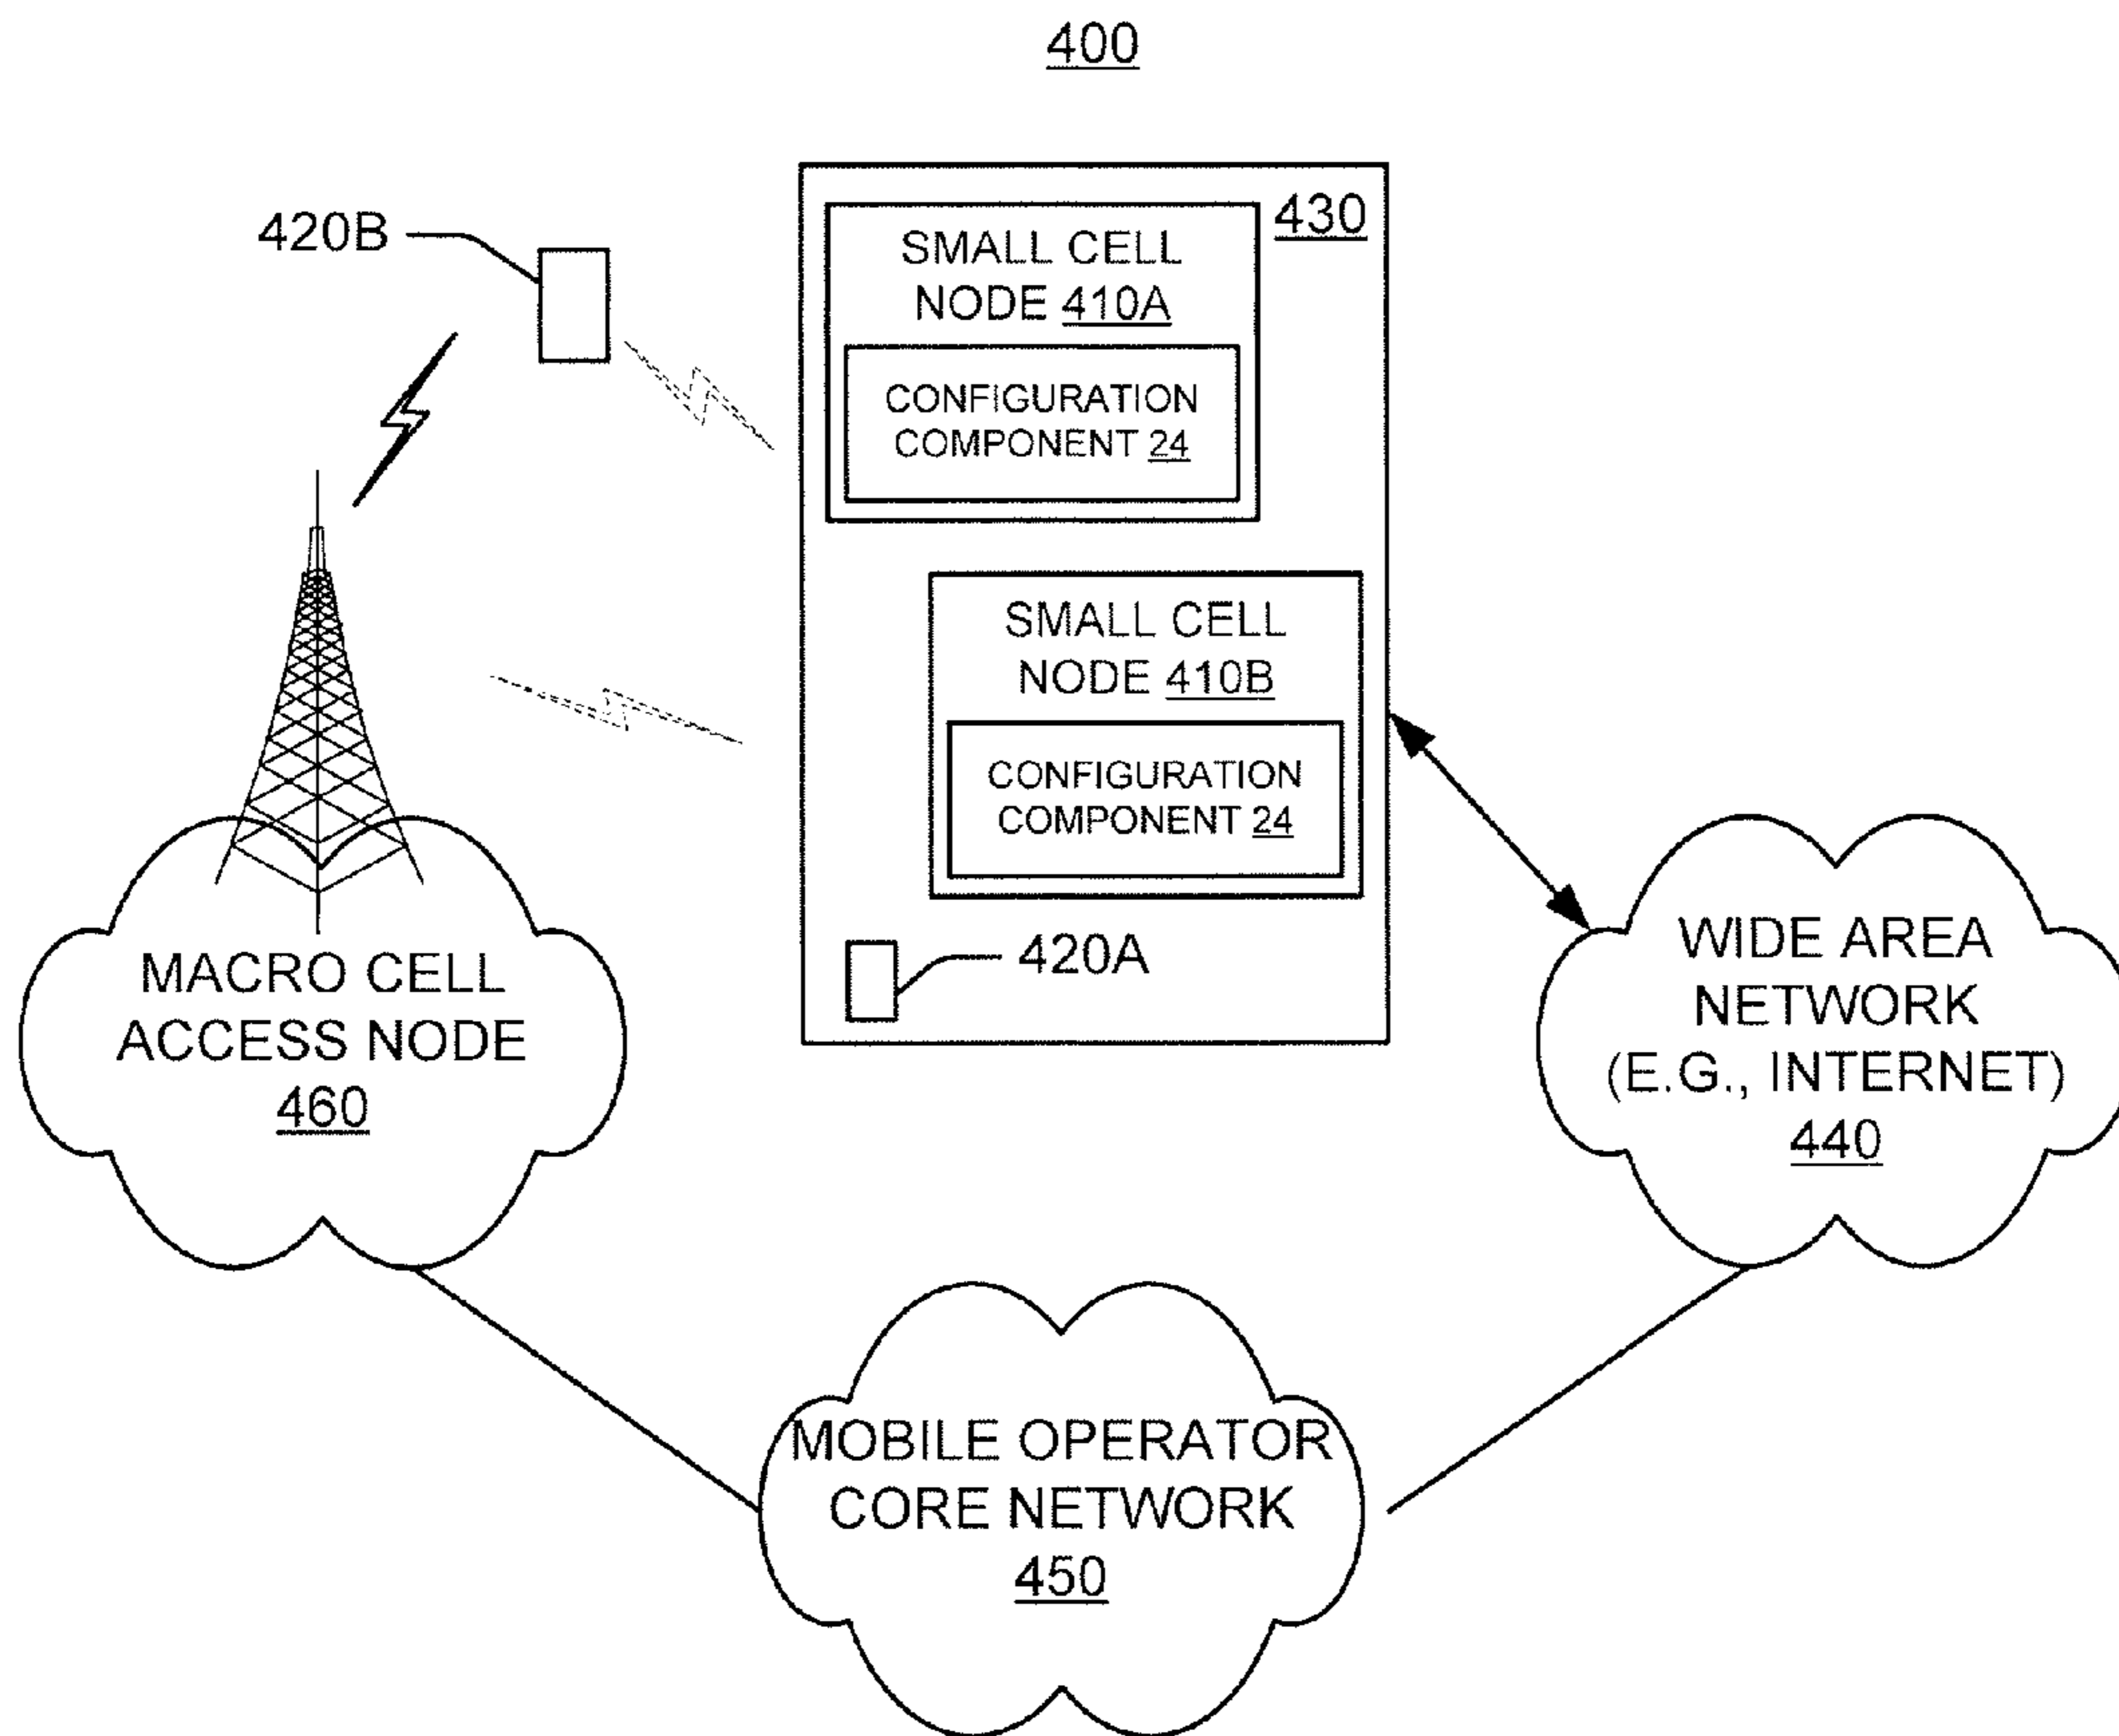 400
420B
430
SMALL CELL
NODE 410A
CONFIGURATION
COMPONENT 24
SMALL CELL
NODE 410B
CONFIGURATION
COMPONENT 24
420A
MACRO CELL
ACCESS NODE
460
WIDE AREA
NETWORK
(E.G., INTERNET)
440
MOBILE OPERATOR
CORE NETWORK
450